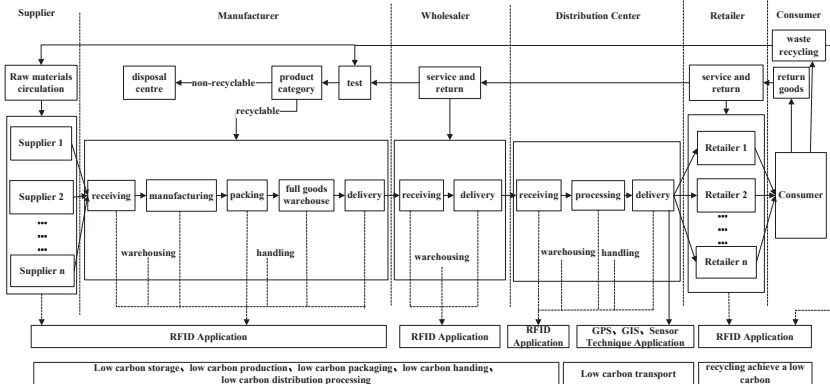 Supplier
Manufacturer
Wholesaler
Distribution Center
Retailer
Consumer
waste
recycling
Raw materials
circulation
disposal
centre
non-recyclable
product
category
test
service and
return
service and
return
return
goods
recyclable
Supplier 1
Supplier 2
...
...
Supplier n
receiving
manufacturing
packing
full goods
warehouse
delivery
warehousing
handling
receiving
delivery
warehousing
receiving
processing
delivery
warehousing
handling
Retailer 1
Retailer 2
...
...
Retailer n
Consumer
RFID Application
RFID Application
RFID
Application
GPS、GIS、Sensor
Technique Application
RFID Application
Low carbon storage、low carbon production、low carbon packaging、low carbon handing、
low carbon distribution processing
Low carbon transport
recycling achieve a low
carbon